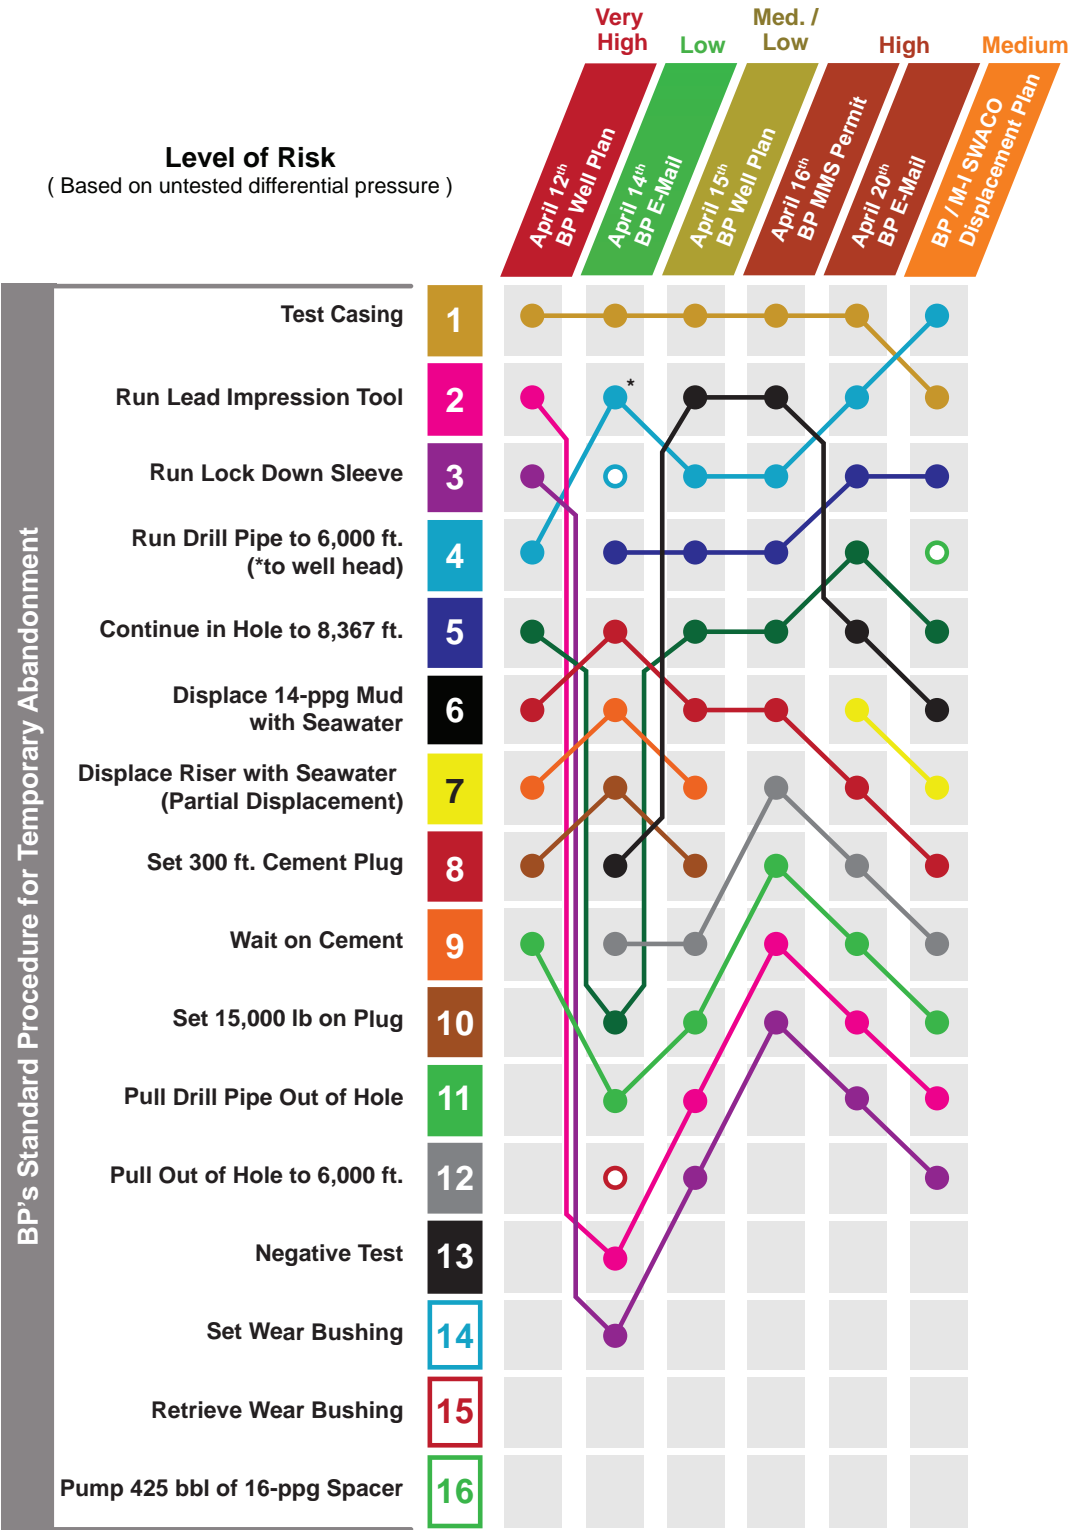 Very
High
Low
Med. /
Low
High
Medium
April 12th
BP Well Plan
April 14th
BP E-Mail
April 15th
BP Well Plan
April 16th
BP MMS Permit
April 20th
BP E-Mail
BP / M-I SWACO
Displacement Plan
Level of Risk
( Based on untested differential pressure )
BP's Standard Procedure for Temporary Abandonment
Test Casing 1
Run Lead Impression Tool 2
*
Run Lock Down Sleeve 3
Run Drill Pipe to 6,000 ft.
(*to well head) 4
Continue in Hole to 8,367 ft. 5
Displace 14-ppg Mud
with Seawater 6
Displace Riser with Seawater
(Partial Displacement) 7
Set 300 ft. Cement Plug 8
Wait on Cement 9
Set 15,000 lb on Plug 10
Pull Drill Pipe Out of Hole 11
Pull Out of Hole to 6,000 ft. 12
Negative Test 13
Set Wear Bushing 14
Retrieve Wear Bushing 15
Pump 425 bbl of 16-ppg Spacer 16